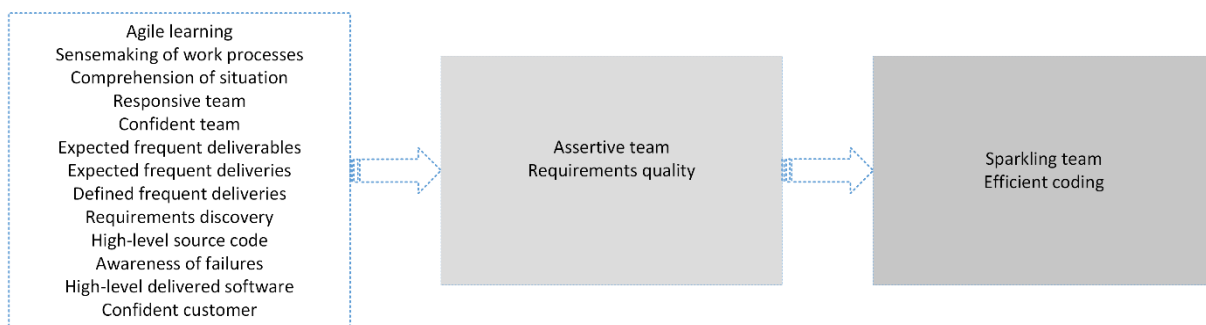 Agile learning
Sensemaking of work processes
Comprehension of situation
Responsive team
Confident team
Expected frequent deliverables
Expected frequent deliveries
Defined frequent deliveries
Requirements discovery
High-level source code
Awareness of failures
High-level delivered software
Confident customer
Assertive team
Requirements quality
Sparkling team
Efficient coding